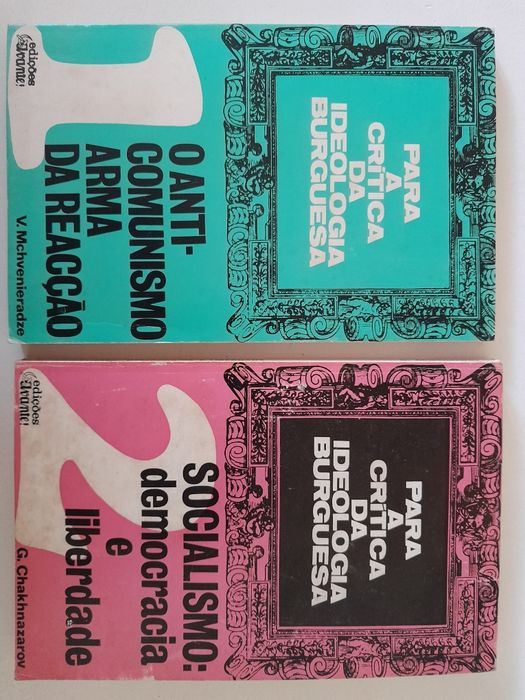 PARA
A
CRÍTICA
DA
IDEOLOGIA
BURGUESA
1
O ANTI-
COMUNISMO
ARMA
DA REACÇÃO
V. Mchvenieradze
edições
Avante!
PARA
A
CRÍTICA
DA
IDEOLOGIA
BURGUESA
2
SOCIALISMO:
democracia
e
liberdade
G. Chakhnazarov
edições
Avante!